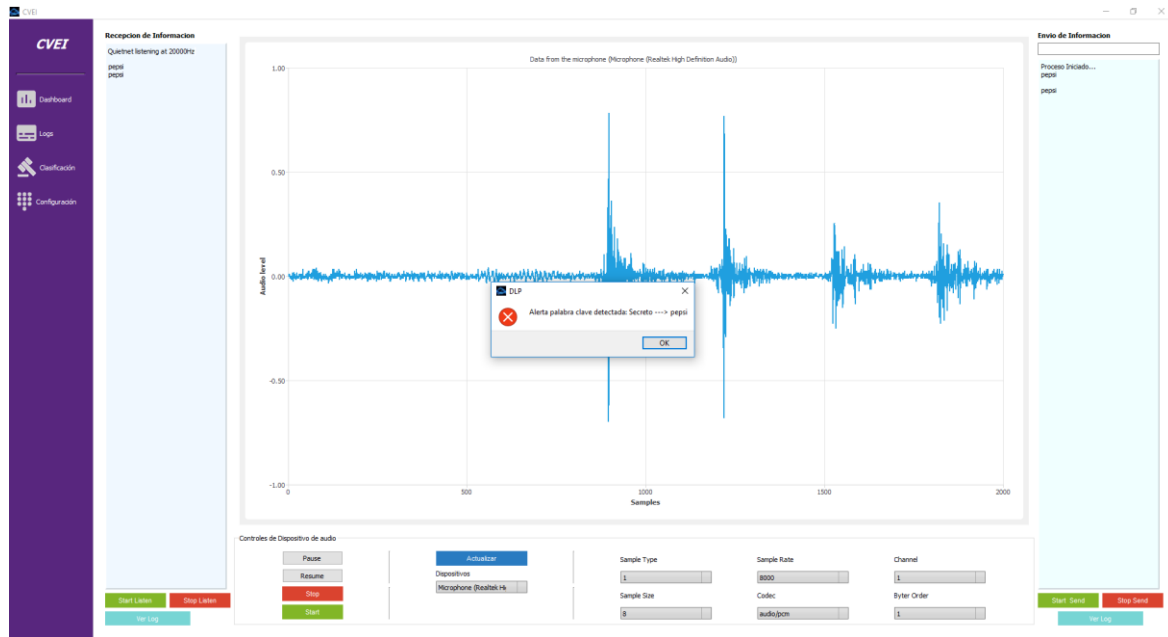 CVEI
CVEI
Dashboard
Logs
Clasificación
Configuración
Recepcion de Informacion
Quietnet listening at 20000Hz
pepsi
pepsi
Start Listen
Stop Listen
Ver Log
Data from the microphone (Microphone (Realtek High Definition Audio))
1.00
0.50
0.00
-0.50
-1.00
Audio level
0
500
1000
1500
2000
Samples
DLP
Alerta palabra clave detectada: Secreto ---> pepsi
OK
Controles de Dispositivo de audio
Pause
Resume
Stop
Start
Actualizar
Dispositivos
Microphone (Realtek Hi
Sample Type
1
Sample Size
8
Sample Rate
8000
Codec
audio/pcm
Channel
1
Byter Order
1
Envio de Informacion
Proceso Iniciado...
pepsi
pepsi
Start Send
Stop Send
Ver Log